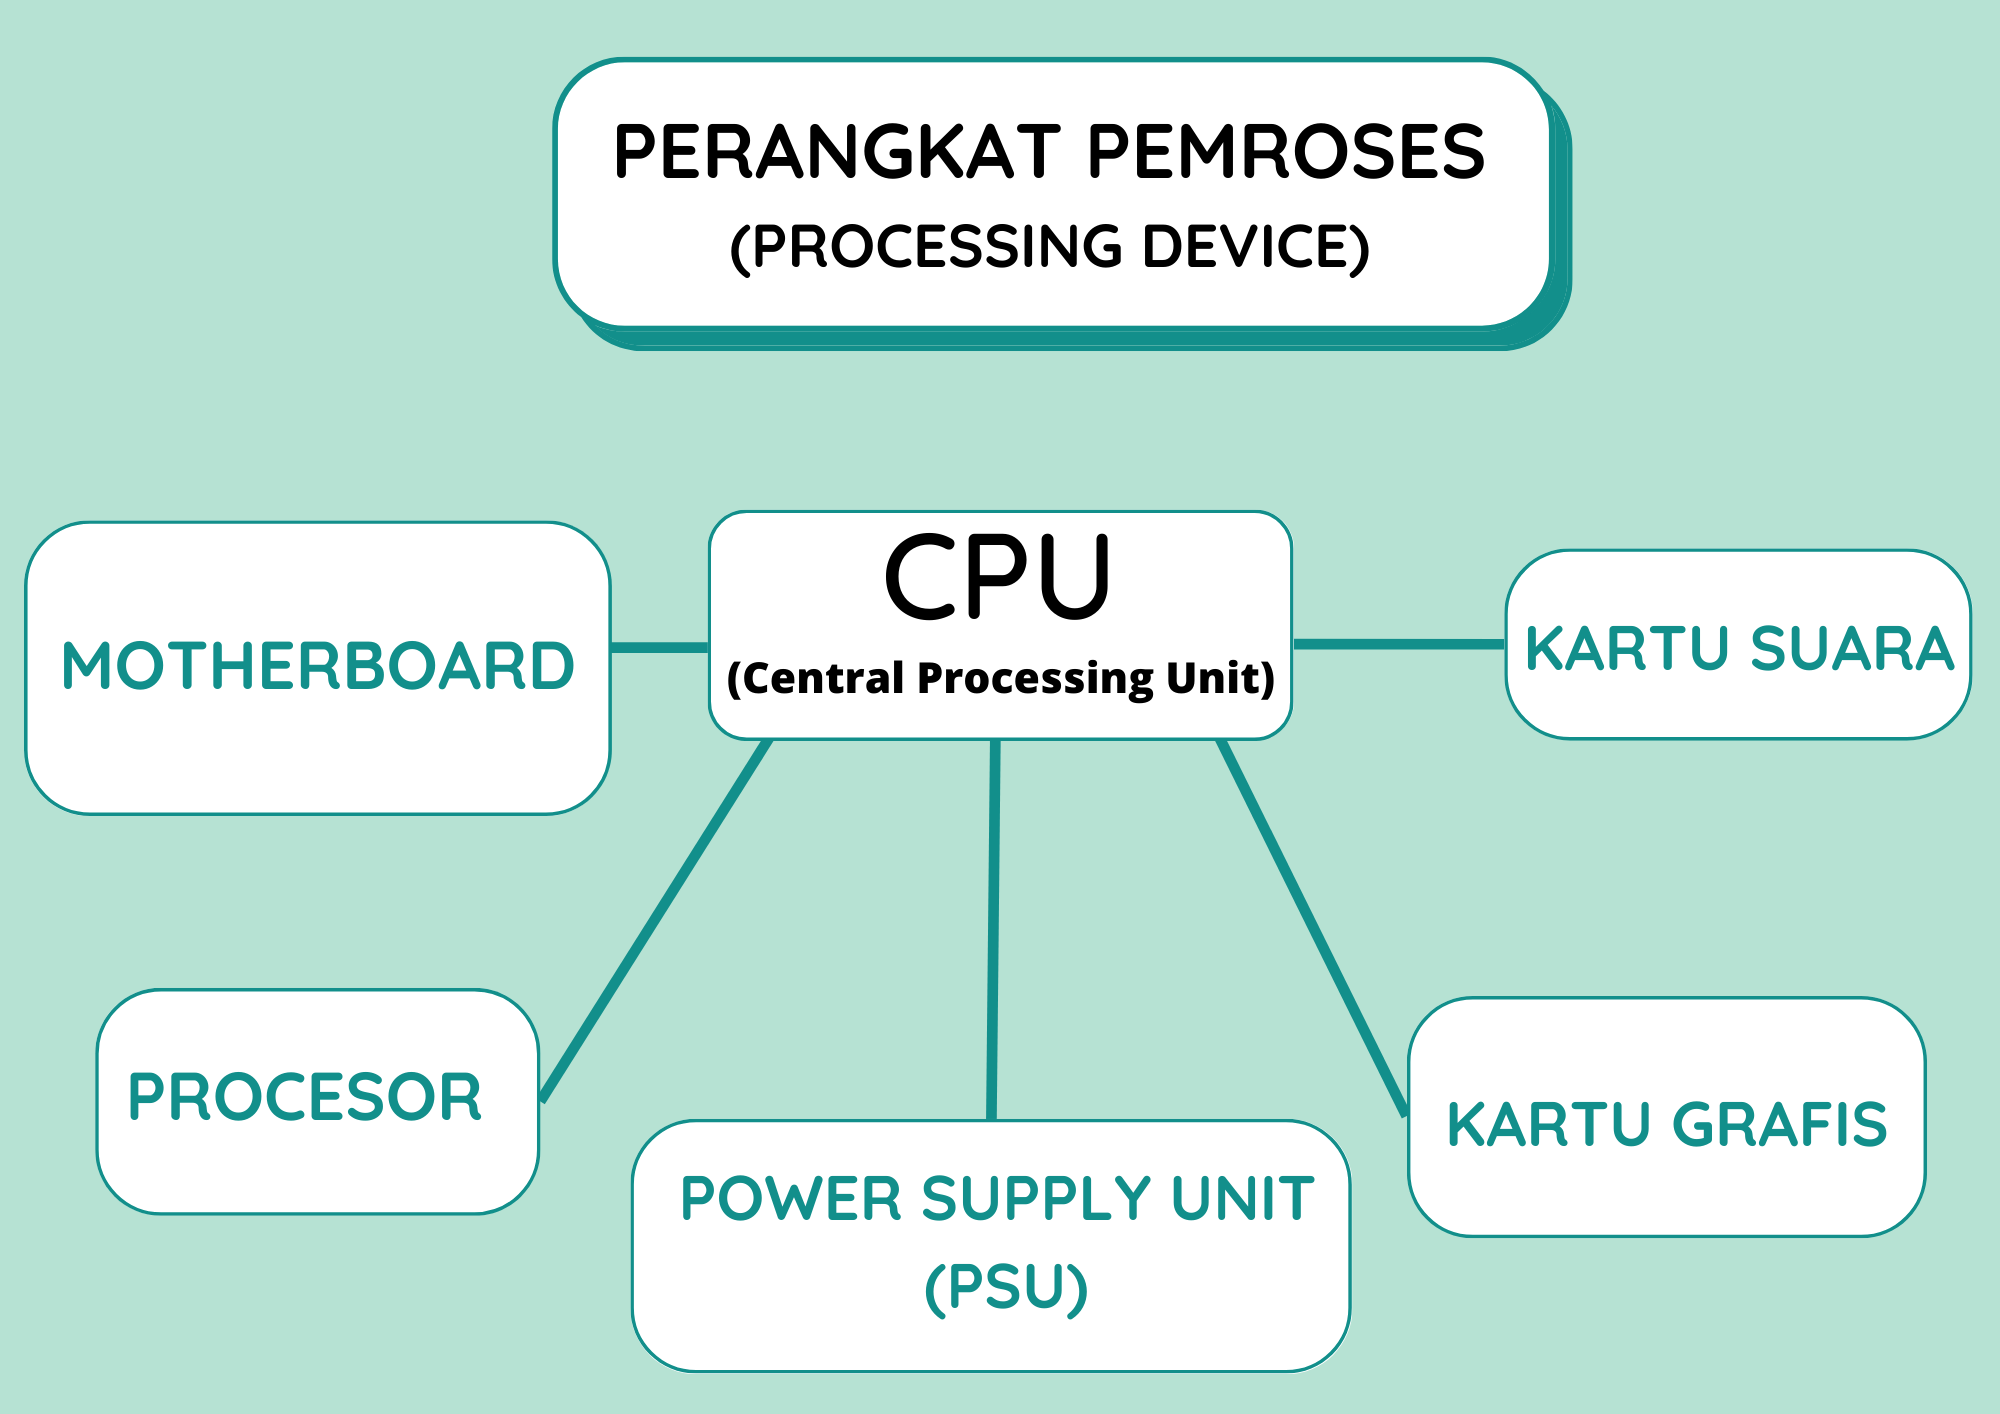 PERANGKAT PEMROSES
(PROCESSING DEVICE)
CPU
(Central Processing Unit)
MOTHERBOARD
KARTU SUARA
PROCESOR
POWER SUPPLY UNIT
(PSU)
KARTU GRAFIS